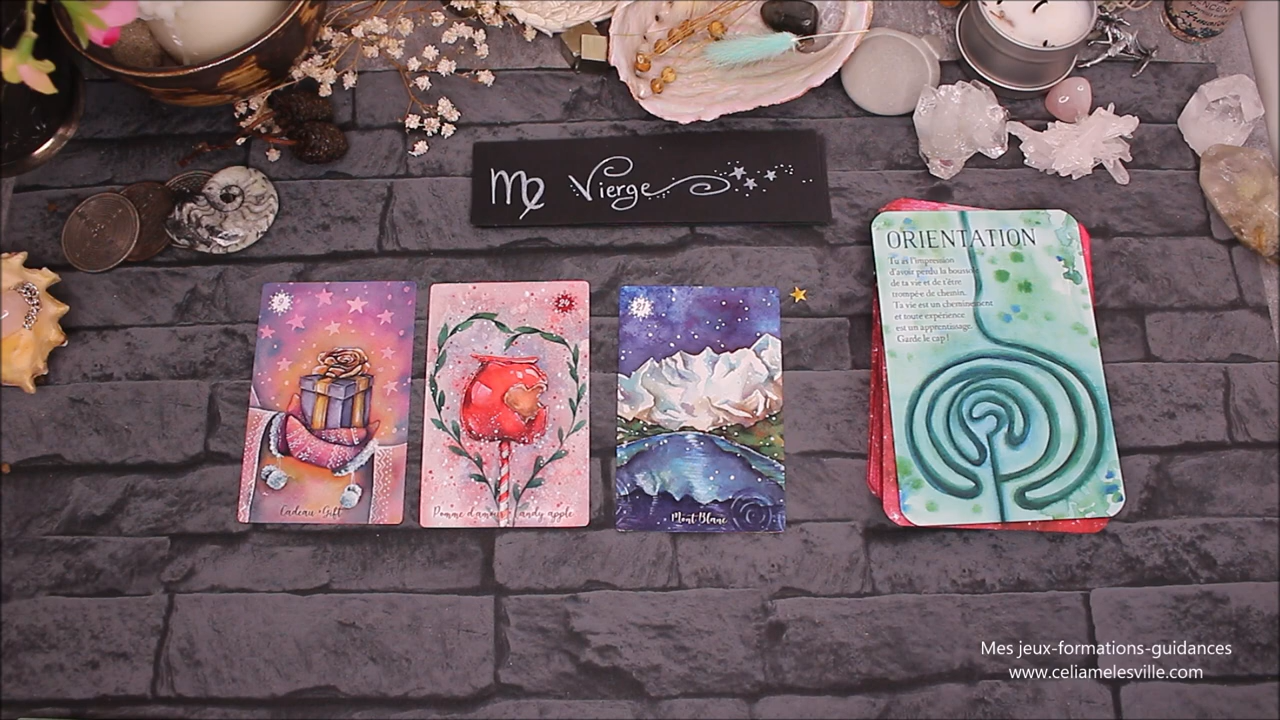 ♍ Vierge
ORIENTATION
Tu as l'impression
d'avoir perdu la boussole
de ta vie et de t'être
trompé·e de chemin.
Ta vie est un cheminement
et toute expérience
est un apprentissage.
Garde le cap !
Cadeau · Gift
Pomme d'amour · Candy apple
Mont-Blanc
Mes jeux-formations-guidances
www.celiamelesville.com